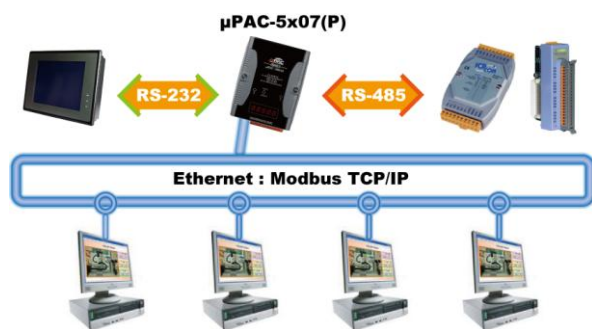 µPAC-5x07(P)
RS-232
RS-485
Ethernet : Modbus TCP/IP